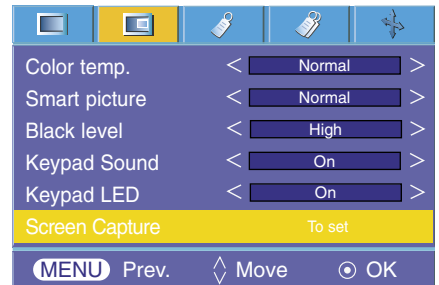 Color temp. < Normal >
Smart picture < Normal >
Black level < High >
Keypad Sound < On >
Keypad LED < On >
Screen Capture To set
MENU Prev. Move OK